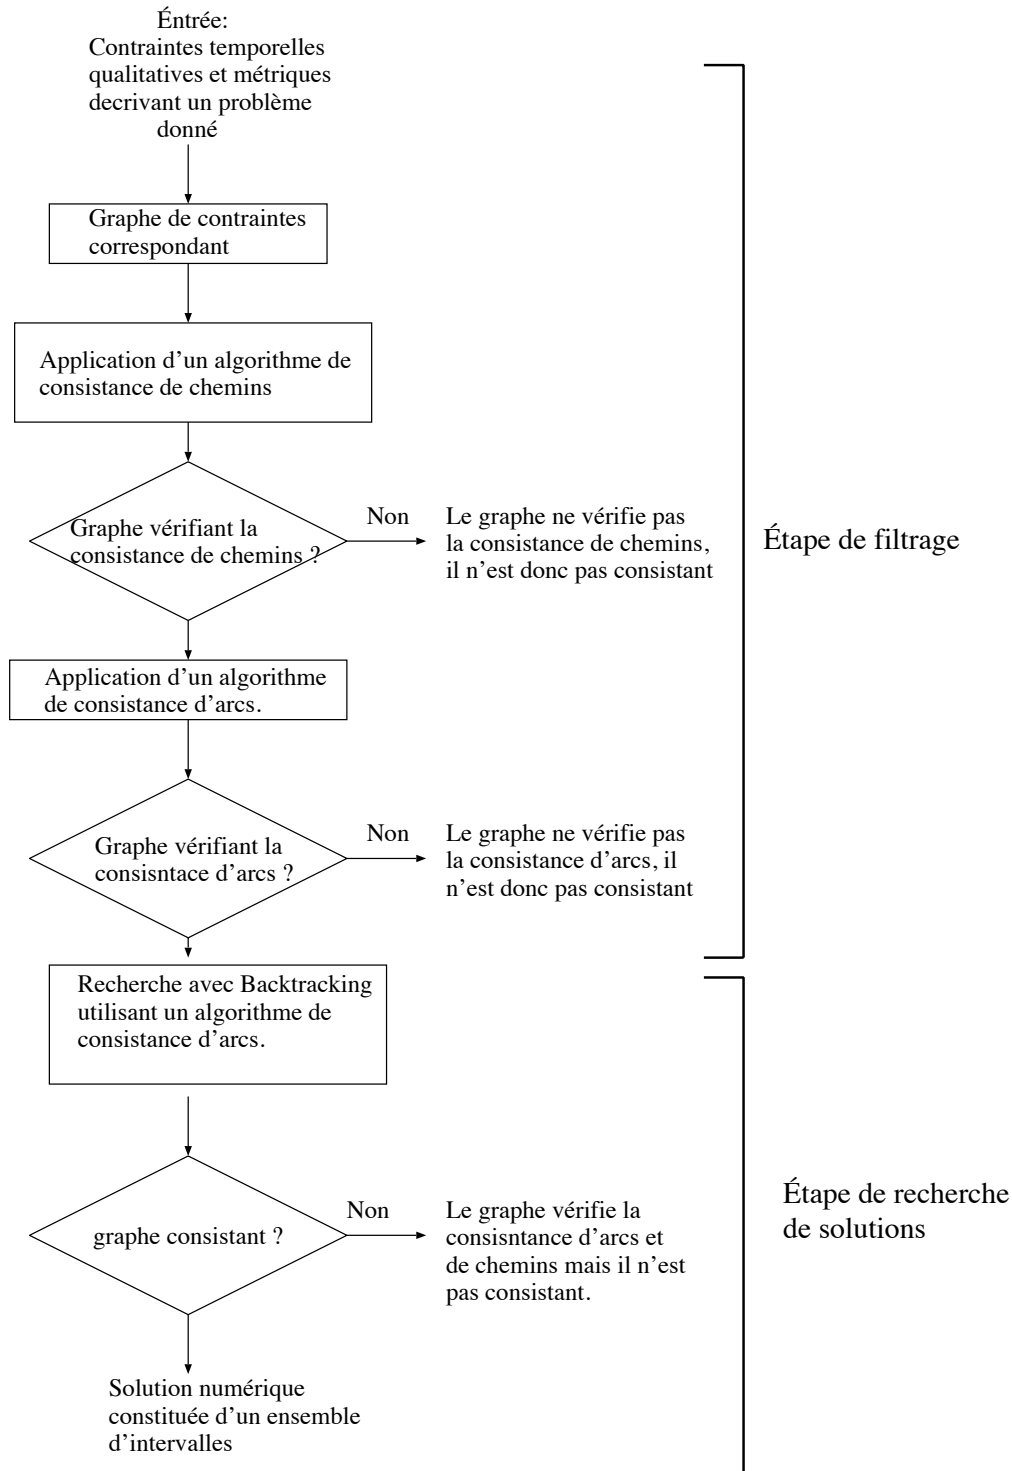 Éntrée:
Contraintes temporelles
qualitatives et métriques
decrivant un problème
donné
Graphe de contraintes
correspondant
Application d'un algorithme de
consistance de chemins
Graphe vérifiant la
consistance de chemins ?
Non
Le graphe ne vérifie pas
la consistance de chemins,
il n'est donc pas consistant
Étape de filtrage
Application d'un algorithme
de consistance d'arcs.
Graphe vérifiant la
consisntace d'arcs ?
Non
Le graphe ne vérifie pas
la consistance d'arcs, il
n'est donc pas consistant
Recherche avec Backtracking
utilisant un algorithme de
consistance d'arcs.
graphe consistant ?
Non
Le graphe vérifie la
consisntance d'arcs et
de chemins mais il n'est
pas consistant.
Étape de recherche
de solutions
Solution numérique
constituée d'un ensemble
d'intervalles